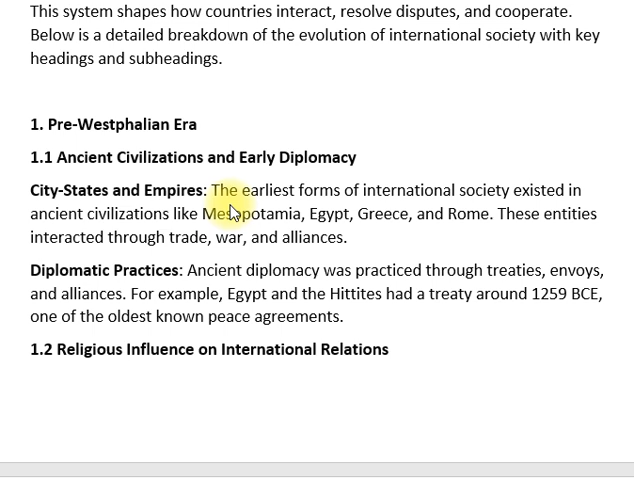 This system shapes how countries interact, resolve disputes, and cooperate.
Below is a detailed breakdown of the evolution of international society with key
headings and subheadings.
1. Pre-Westphalian Era
1.1 Ancient Civilizations and Early Diplomacy
City-States and Empires: The earliest forms of international society existed in
ancient civilizations like Mesopotamia, Egypt, Greece, and Rome. These entities
interacted through trade, war, and alliances.
Diplomatic Practices: Ancient diplomacy was practiced through treaties, envoys,
and alliances. For example, Egypt and the Hittites had a treaty around 1259 BCE,
one of the oldest known peace agreements.
1.2 Religious Influence on International Relations